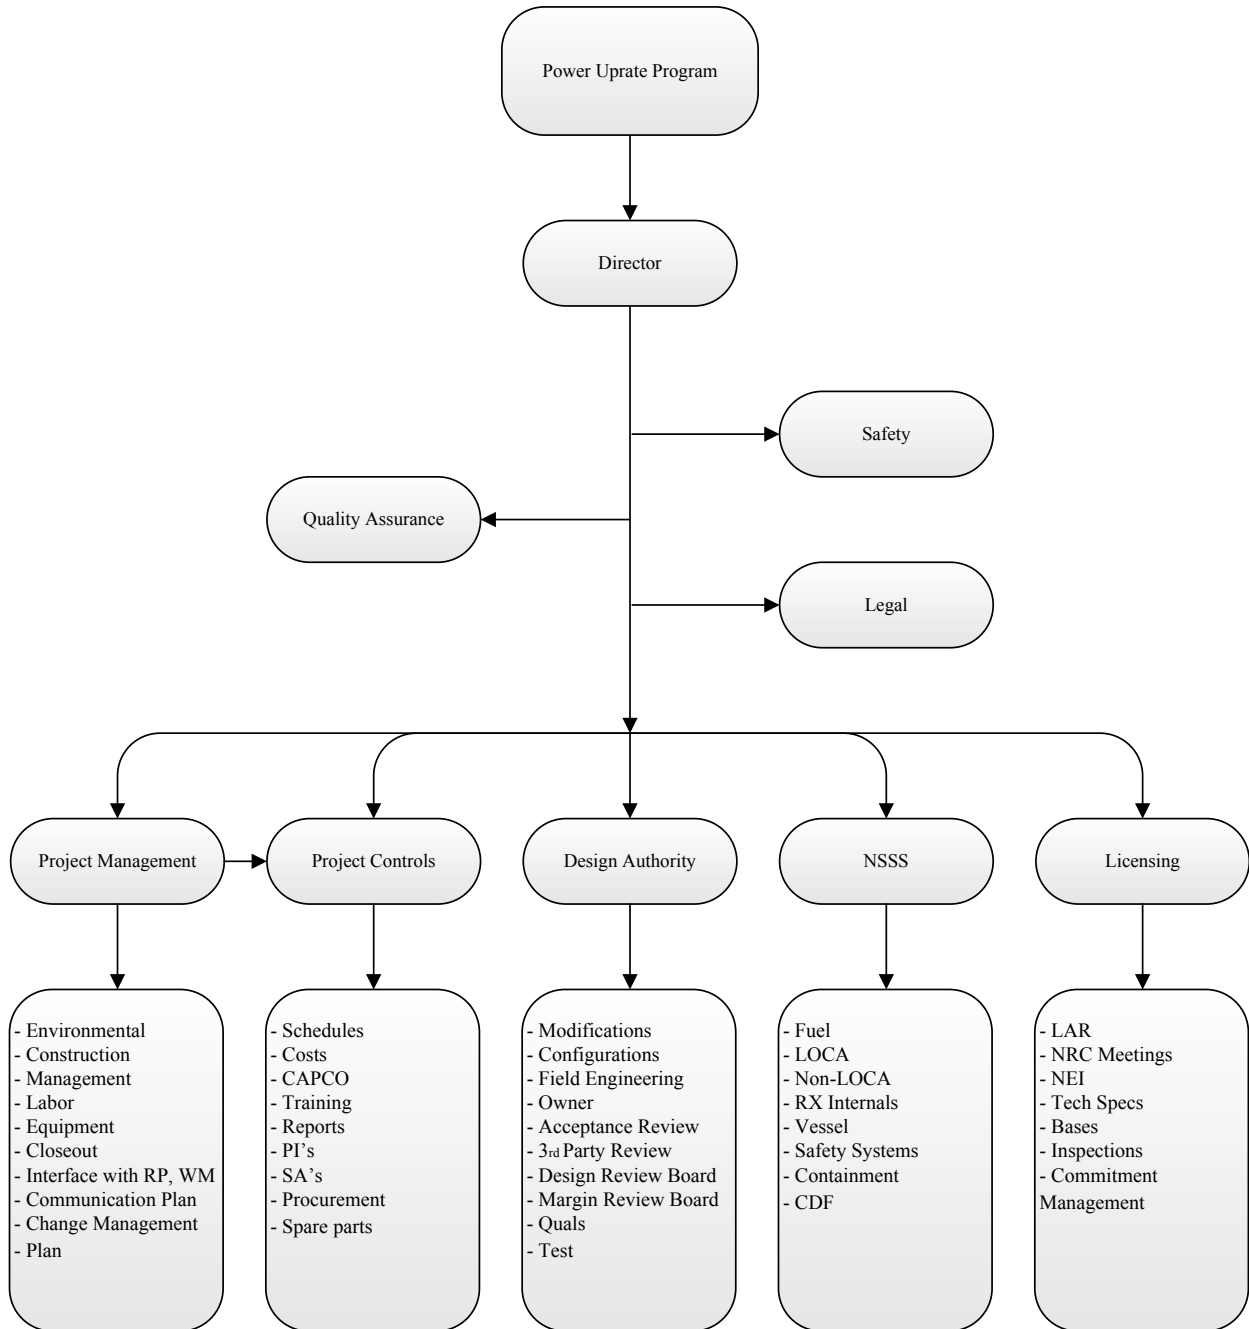 Power Uprate Program
Director
Safety
Quality Assurance
Legal
Project Management
Project Controls
Design Authority
NSSS
Licensing
- Environmental
- Construction
- Management
- Labor
- Equipment
- Closeout
- Interface with RP, WM
- Communication Plan
- Change Management
- Plan
- Schedules
- Costs
- CAPCO
- Training
- Reports
- PI’s
- SA’s
- Procurement
- Spare parts
- Modifications
- Configurations
- Field Engineering
- Owner
- Acceptance Review
- 3rd Party Review
- Design Review Board
- Margin Review Board
- Quals
- Test
- Fuel
- LOCA
- Non-LOCA
- RX Internals
- Vessel
- Safety Systems
- Containment
- CDF
- LAR
- NRC Meetings
- NEI
- Tech Specs
- Bases
- Inspections
- Commitment
Management